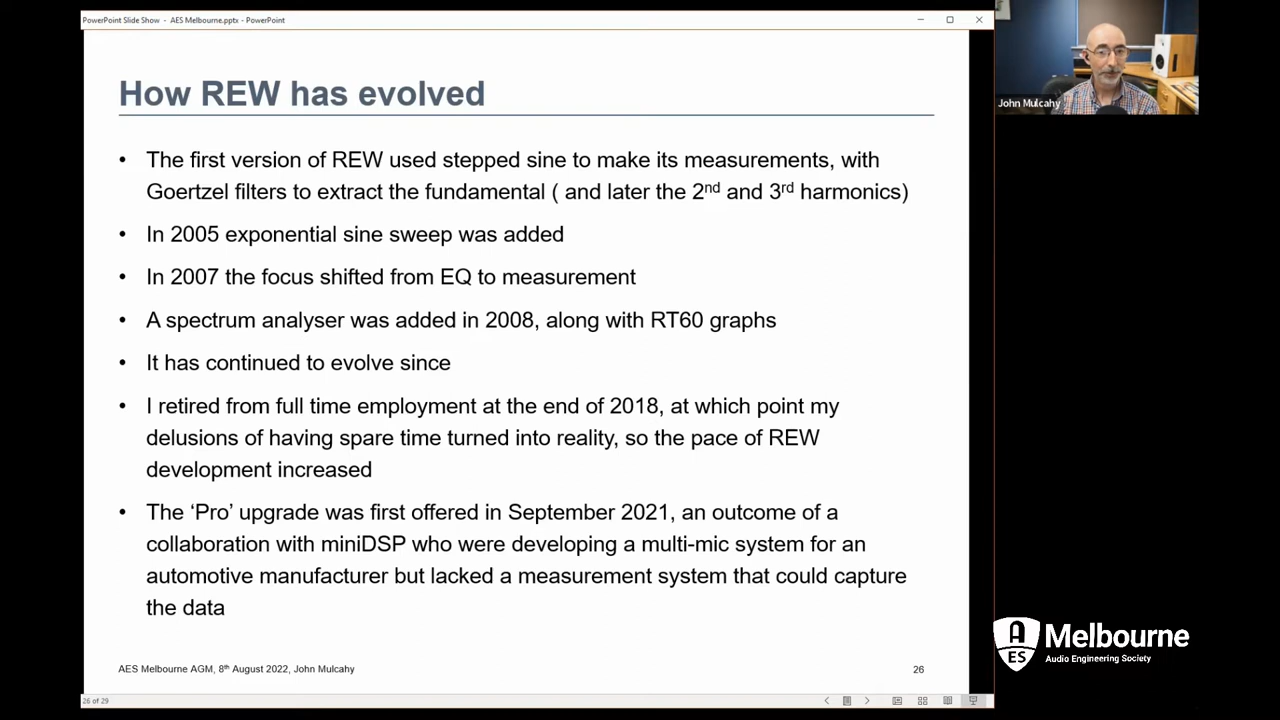 PowerPoint Slide Show - AES Melbourne.pptx - PowerPoint
How REW has evolved
• The first version of REW used stepped sine to make its measurements, with
Goertzel filters to extract the fundamental ( and later the 2nd and 3rd harmonics)
• In 2005 exponential sine sweep was added
• In 2007 the focus shifted from EQ to measurement
• A spectrum analyser was added in 2008, along with RT60 graphs
• It has continued to evolve since
• I retired from full time employment at the end of 2018, at which point my
delusions of having spare time turned into reality, so the pace of REW
development increased
• The ‘Pro’ upgrade was first offered in September 2021, an outcome of a
collaboration with miniDSP who were developing a multi-mic system for an
automotive manufacturer but lacked a measurement system that could capture
the data
AES Melbourne AGM, 8th August 2022, John Mulcahy
26
26 of 29
John Mulcahy
AES
Melbourne
Audio Engineering Society